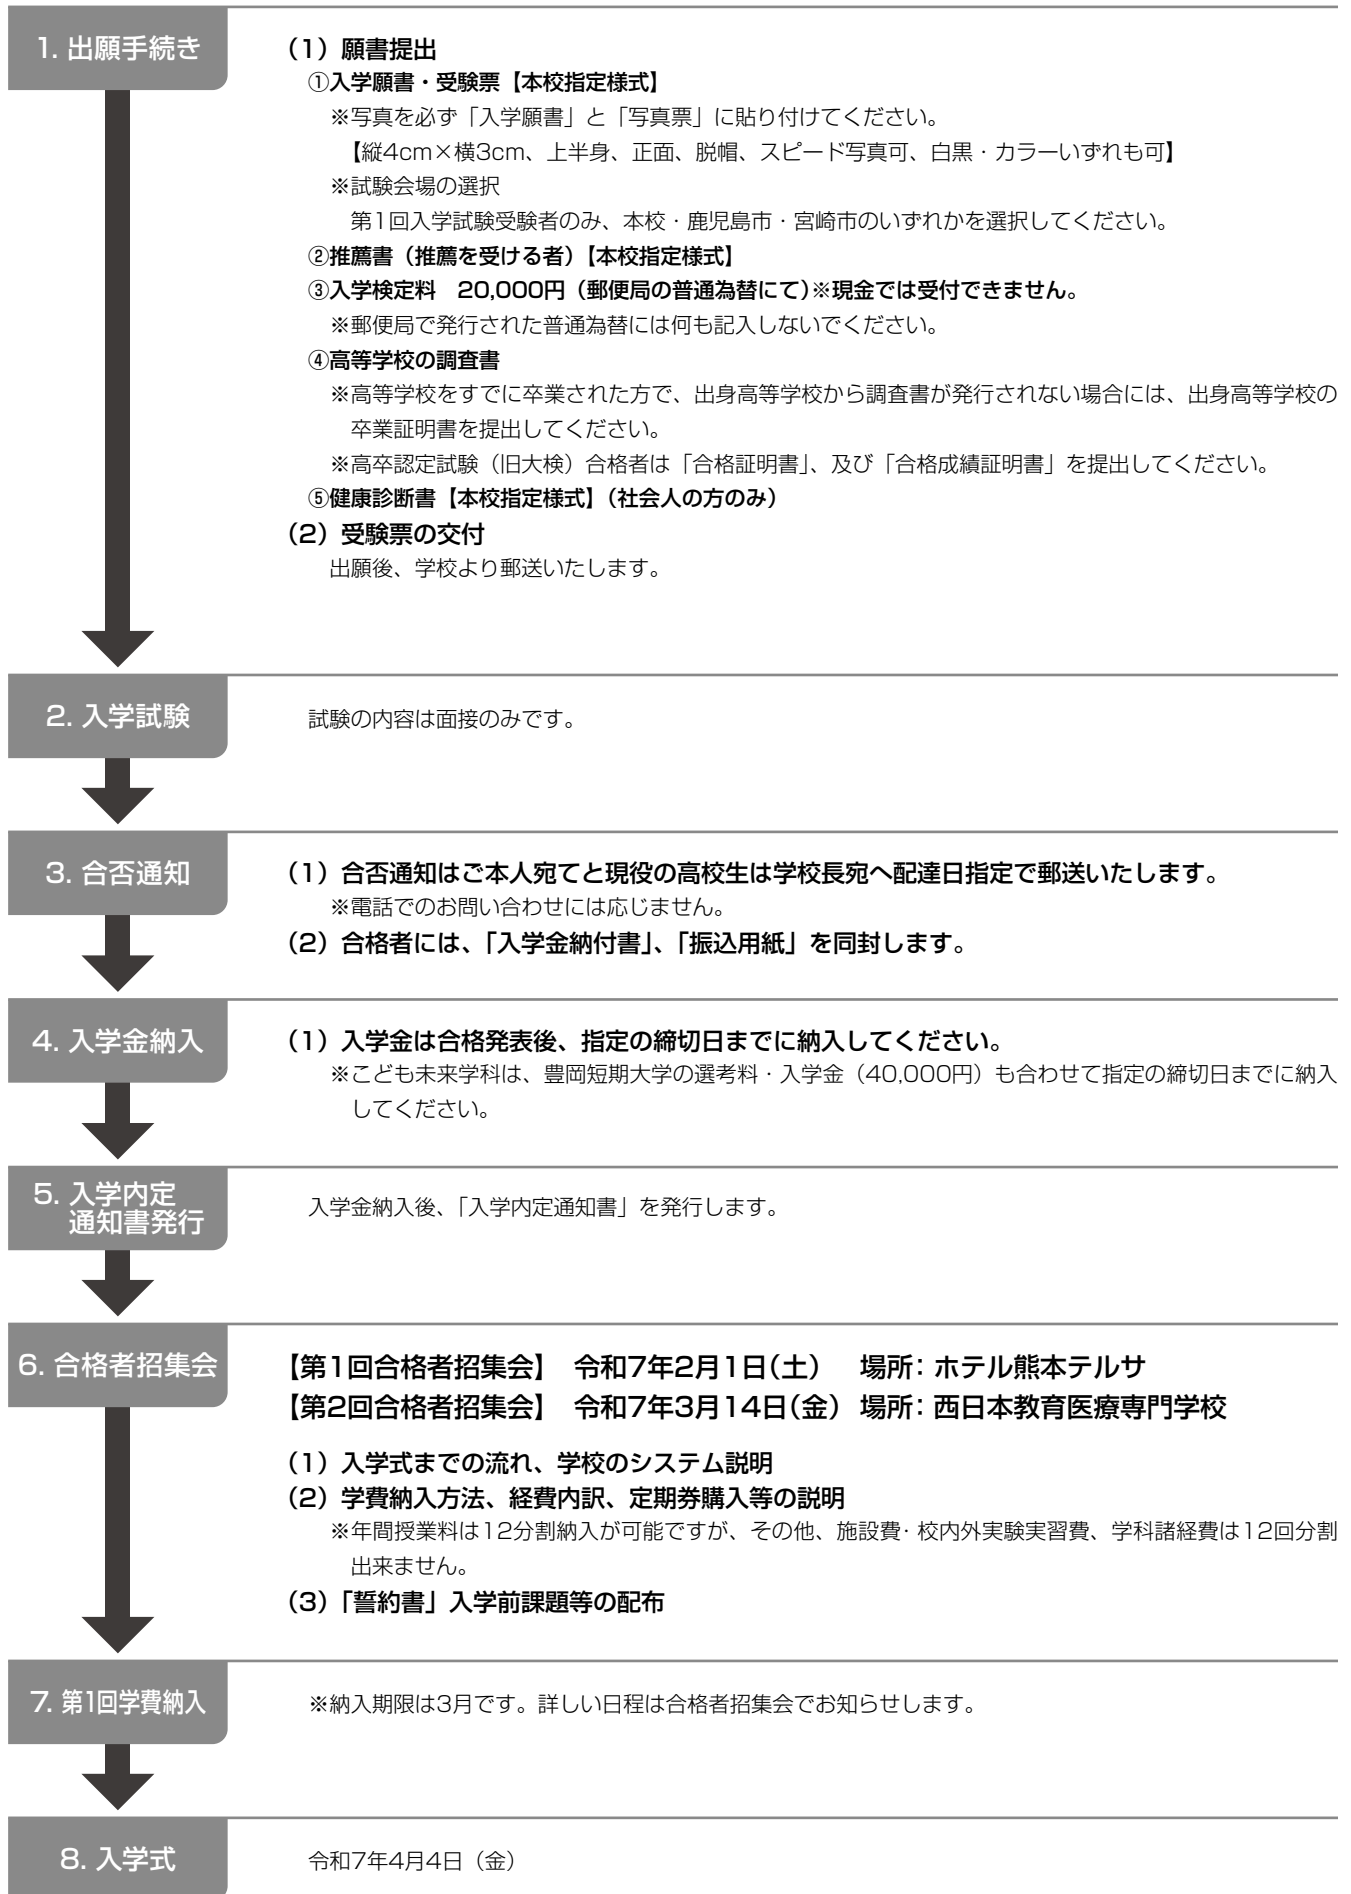 1. 出願手続き
（1）願書提出
①入学願書・受験票【本校指定様式】
※写真を必ず「入学願書」と「写真票」に貼り付けてください。
【縦4cm×横3cm、上半身、正面、脱帽、スピード写真可、白黒・カラーいずれも可】
※試験会場の選択
第1回入学試験受験者のみ、本校・鹿児島市・宮崎市のいずれかを選択してください。
②推薦書（推薦を受ける者）【本校指定様式】
③入学検定料　20,000円（郵便局の普通為替にて）※現金では受付できません。
※郵便局で発行された普通為替には何も記入しないでください。
④高等学校の調査書
※高等学校をすでに卒業された方で、出身高等学校から調査書が発行されない場合には、出身高等学校の
卒業証明書を提出してください。
※高卒認定試験（旧大検）合格者は「合格証明書」、及び「合格成績証明書」を提出してください。
⑤健康診断書【本校指定様式】（社会人の方のみ）
（2）受験票の交付
出願後、学校より郵送いたします。
2. 入学試験
試験の内容は面接のみです。
3. 合否通知
（1）合否通知はご本人宛てと現役の高校生は学校長宛へ配達日指定で郵送いたします。
※電話でのお問い合わせには応じません。
（2）合格者には、「入学金納付書」、「振込用紙」を同封します。
4. 入学金納入
（1）入学金は合格発表後、指定の締切日までに納入してください。
※こども未来学科は、豊岡短期大学の選考料・入学金（40,000円）も合わせて指定の締切日までに納入
してください。
5. 入学内定
通知書発行
入学金納入後、「入学内定通知書」を発行します。
6. 合格者招集会
【第1回合格者招集会】　令和7年2月1日（土）　場所：ホテル熊本テルサ
【第2回合格者招集会】　令和7年3月14日（金）　場所：西日本教育医療専門学校
（1）入学式までの流れ、学校のシステム説明
（2）学費納入方法、経費内訳、定期券購入等の説明
※年間授業料は12分割納入が可能ですが、その他、施設費・校内外実験実習費、学科諸経費は12回分割
出来ません。
（3）「誓約書」入学前課題等の配布
7. 第1回学費納入
※納入期限は3月です。詳しい日程は合格者招集会でお知らせします。
8. 入学式
令和7年4月4日（金）